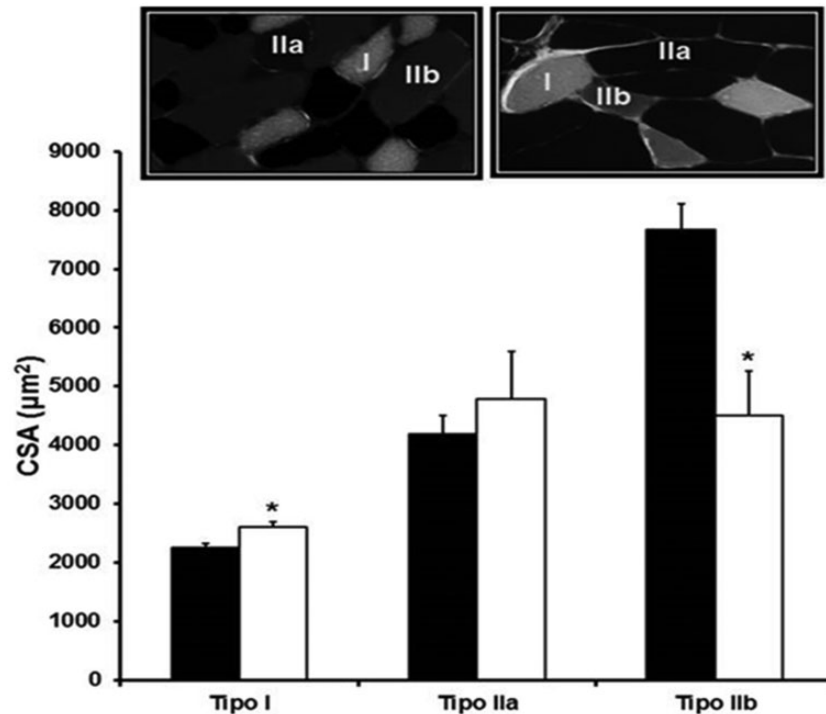 IIa
I
IIb
IIa
I
IIb
9000
8000
7000
6000
5000
4000
3000
2000
1000
0
CSA (µm²)
*
*
Tipo I
Tipo IIa
Tipo IIb